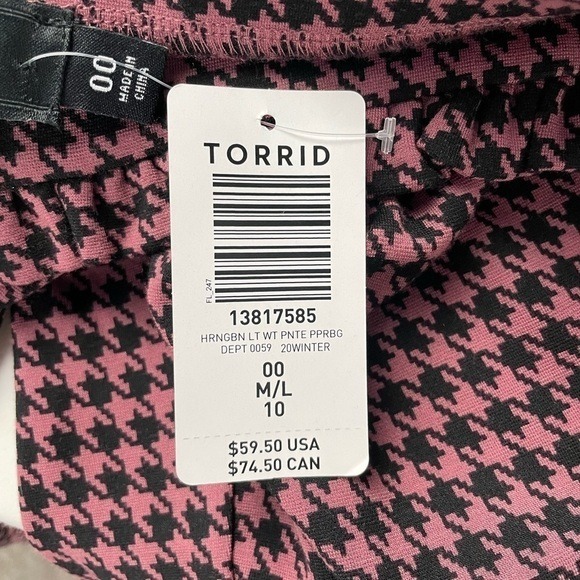 00
MADE IN
CHINA
TORRID
FL_247
13817585
HRNGBN LT WT PNTE PPRBG
DEPT 0059 20WINTER
00
M/L
10
$59.50 USA
$74.50 CAN